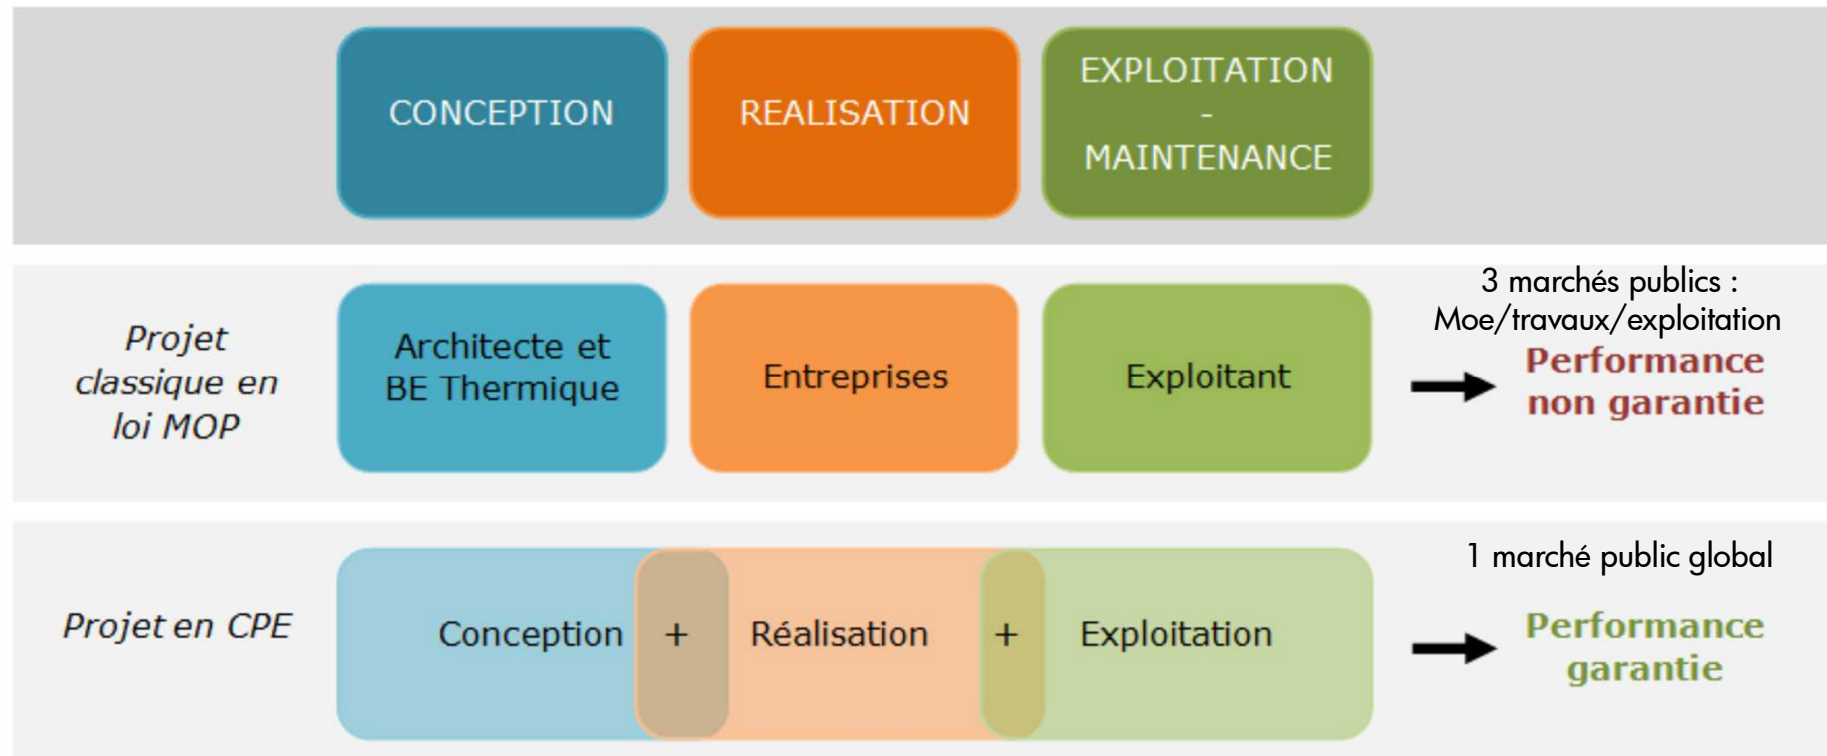 CONCEPTION
REALISATION
EXPLOITATION
-
MAINTENANCE
Projet
classique en
loi MOP
Architecte et
BE Thermique
Entreprises
Exploitant
3 marchés publics :
Moe/travaux/exploitation
Performance
non garantie
Projet en CPE
Conception + Réalisation + Exploitation
1 marché public global
Performance
garantie